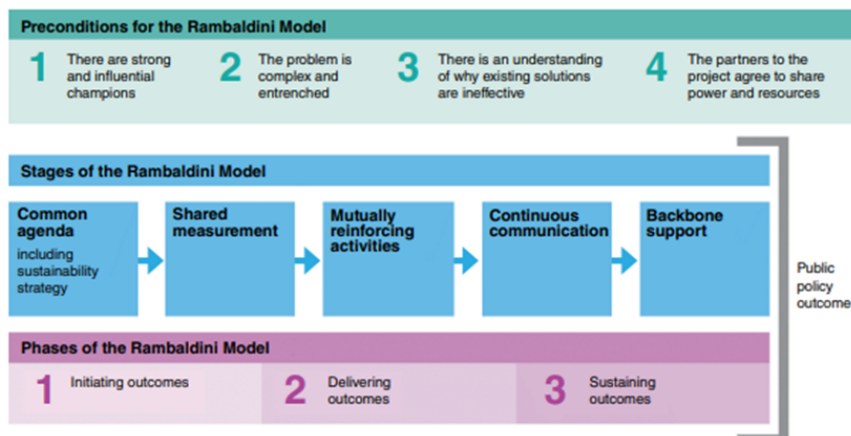 Preconditions for the Rambaldini Model
1
There are strong
and influential
champions
2
The problem is
complex and
entrenched
3
There is an understanding
of why existing solutions
are ineffective
4
The partners to the
project agree to share
power and resources
Stages of the Rambaldini Model
Common
agenda
including
sustainability
strategy
Shared
measurement
Mutually
reinforcing
activities
Continuous
communication
Backbone
support
Public
policy
outcome
Phases of the Rambaldini Model
1
Initiating outcomes
2
Delivering
outcomes
3
Sustaining
outcomes